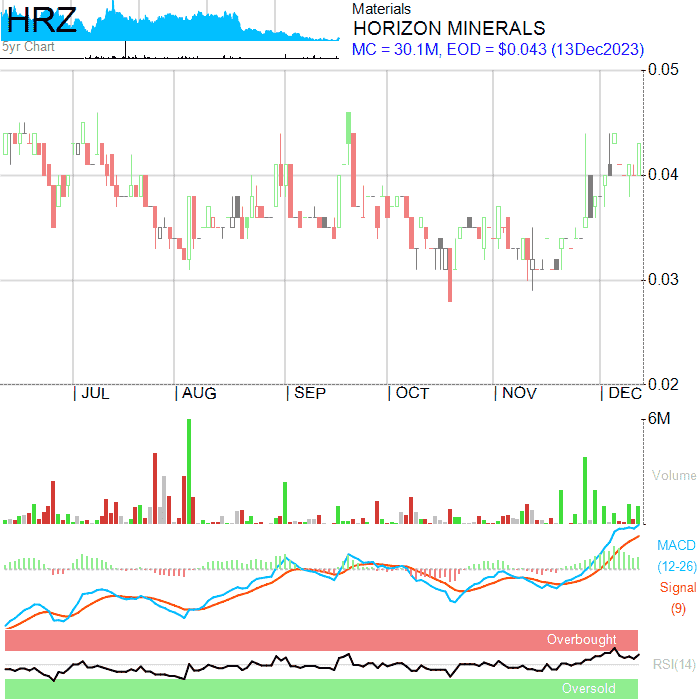 HRZ
5yr Chart
Materials
HORIZON MINERALS
MC = 30.1M, EOD = $0.043 (13Dec2023)
0.05
0.04
0.03
0.02
| JUL | AUG | SEP | OCT | NOV | DEC
6M
Volume
MACD
(12-26)
Signal
(9)
Overbought
RSI(14)
Oversold